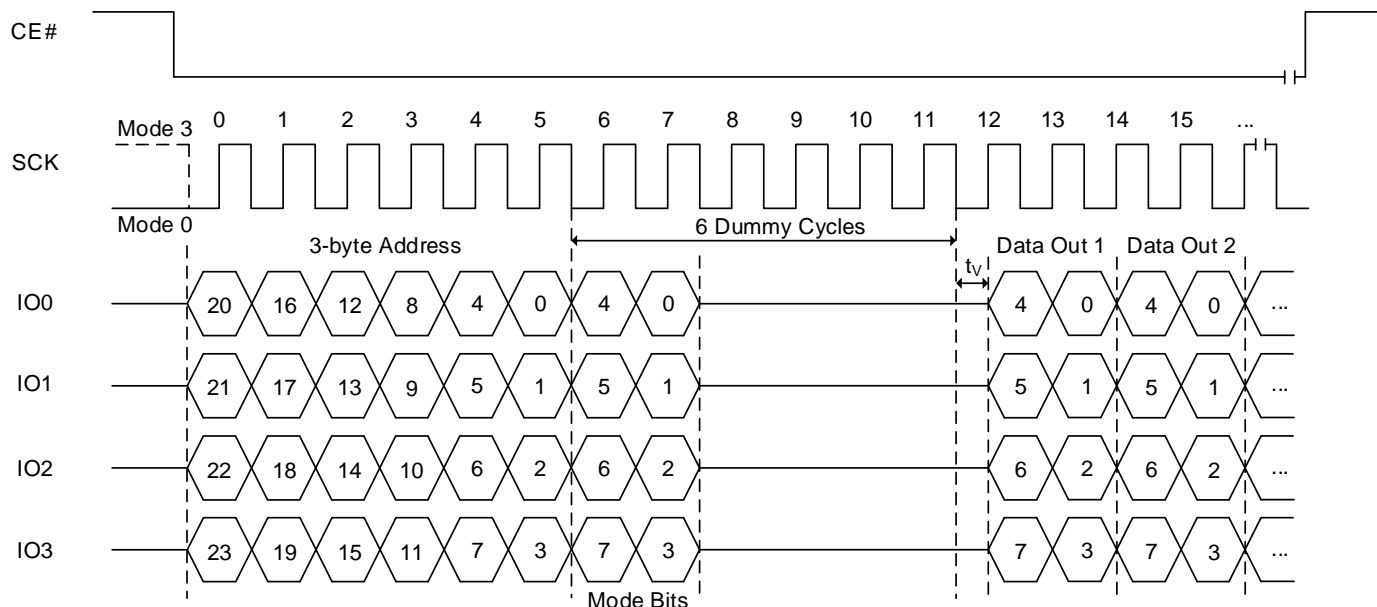 CE#
Mode 3 0 1 2 3 4 5 6 7 8 9 10 11 12 13 14 15 ...
SCK
Mode 0
6 Dummy Cycles
3-byte Address Data Out 1 Data Out 2
tV
IO0 20 16 12 8 4 0 4 0 4 0 4 0 ...
IO1 21 17 13 9 5 1 5 1 5 1 5 1 ...
IO2 22 18 14 10 6 2 6 2 6 2 6 2 ...
IO3 23 19 15 11 7 3 7 3 7 3 7 3 ...
Mode Bits